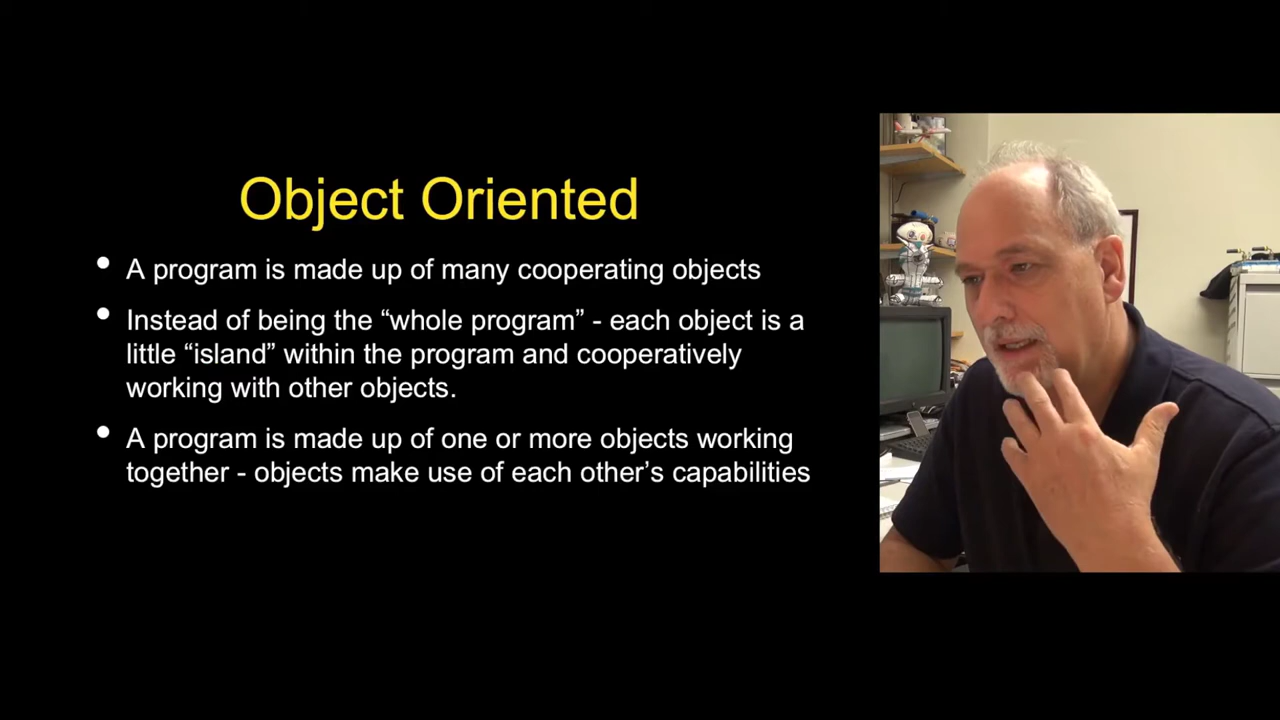 Object Oriented
• A program is made up of many cooperating objects
• Instead of being the “whole program” - each object is a
little “island” within the program and cooperatively
working with other objects.
• A program is made up of one or more objects working
together - objects make use of each other’s capabilities